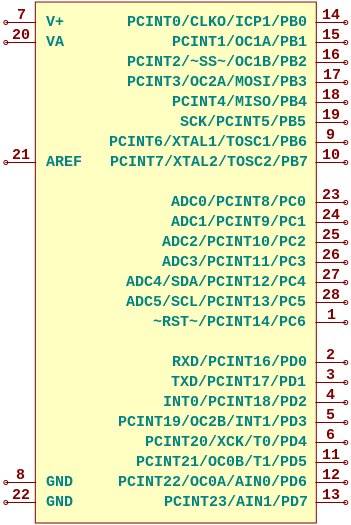 7 V+ PCINT0/CLKO/ICP1/PB0 14
20 VA PCINT1/OC1A/PB1 15
PCINT2/~SS~/OC1B/PB2 16
PCINT3/OC2A/MOSI/PB3 17
PCINT4/MISO/PB4 18
SCK/PCINT5/PB5 19
PCINT6/XTAL1/TOSC1/PB6 9
21 AREF PCINT7/XTAL2/TOSC2/PB7 10
ADC0/PCINT8/PC0 23
ADC1/PCINT9/PC1 24
ADC2/PCINT10/PC2 25
ADC3/PCINT11/PC3 26
ADC4/SDA/PCINT12/PC4 27
ADC5/SCL/PCINT13/PC5 28
~RST~/PCINT14/PC6 1
RXD/PCINT16/PD0 2
TXD/PCINT17/PD1 3
INT0/PCINT18/PD2 4
PCINT19/OC2B/INT1/PD3 5
PCINT20/XCK/T0/PD4 6
PCINT21/OC0B/T1/PD5 11
8 GND PCINT22/OC0A/AIN0/PD6 12
22 GND PCINT23/AIN1/PD7 13